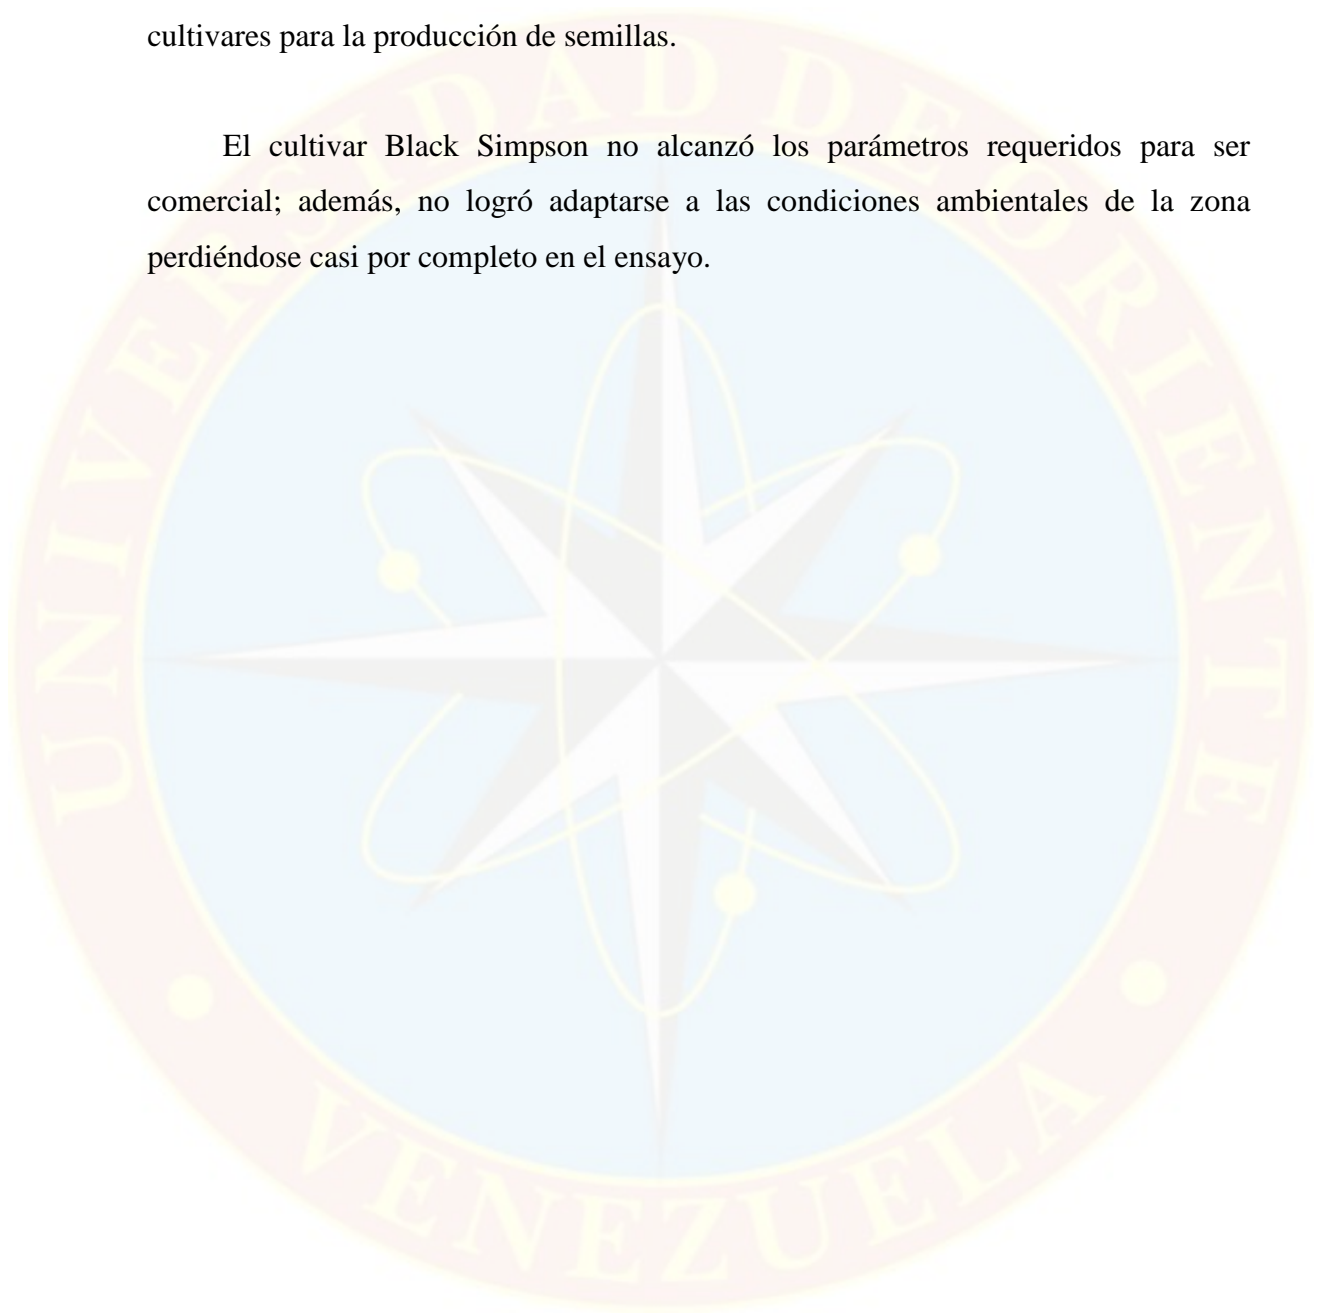 cultivares para la producción de semillas.
El cultivar Black Simpson no alcanzó los parámetros requeridos para ser
comercial; además, no logró adaptarse a las condiciones ambientales de la zona
perdiéndose casi por completo en el ensayo.
UNIVERSIDAD DE ORIENTE
VENEZUELA